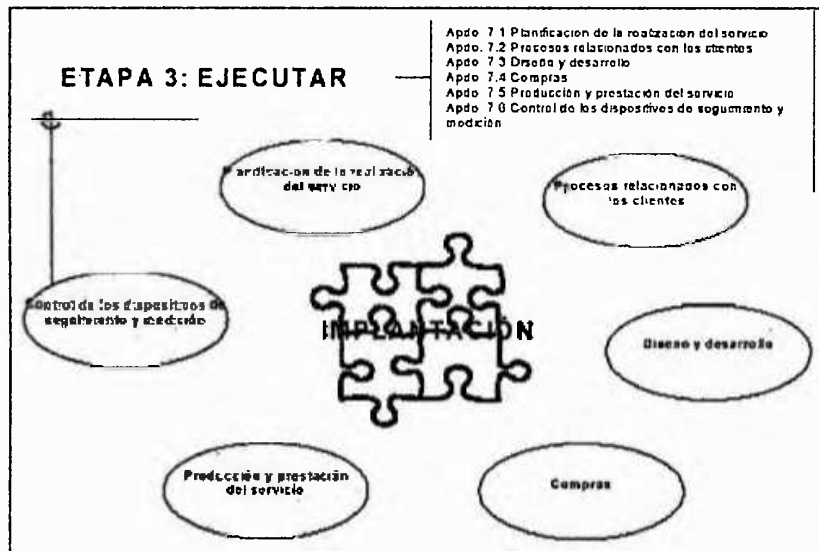 Apdo. 7.1 Planificación de la realización del servicio
Apdo. 7.2 Procesos relacionados con los clientes
ETAPA 3: EJECUTAR
Apdo 7.3 Diseño y desarrollo
Apdo 7.4 Compras
Apdo 7.5 Producción y prestación del servicio
Apdo 7.6 Control de los dispositivos de seguimiento y
medición
Planificación de la realizació
del servicio
Procesos relacionados con
los clientes
Control de los dispositivos de
seguimiento y medición
IMPLANTACIÓN
Diseño y desarrollo
Producción y prestación
del servicio
Compras